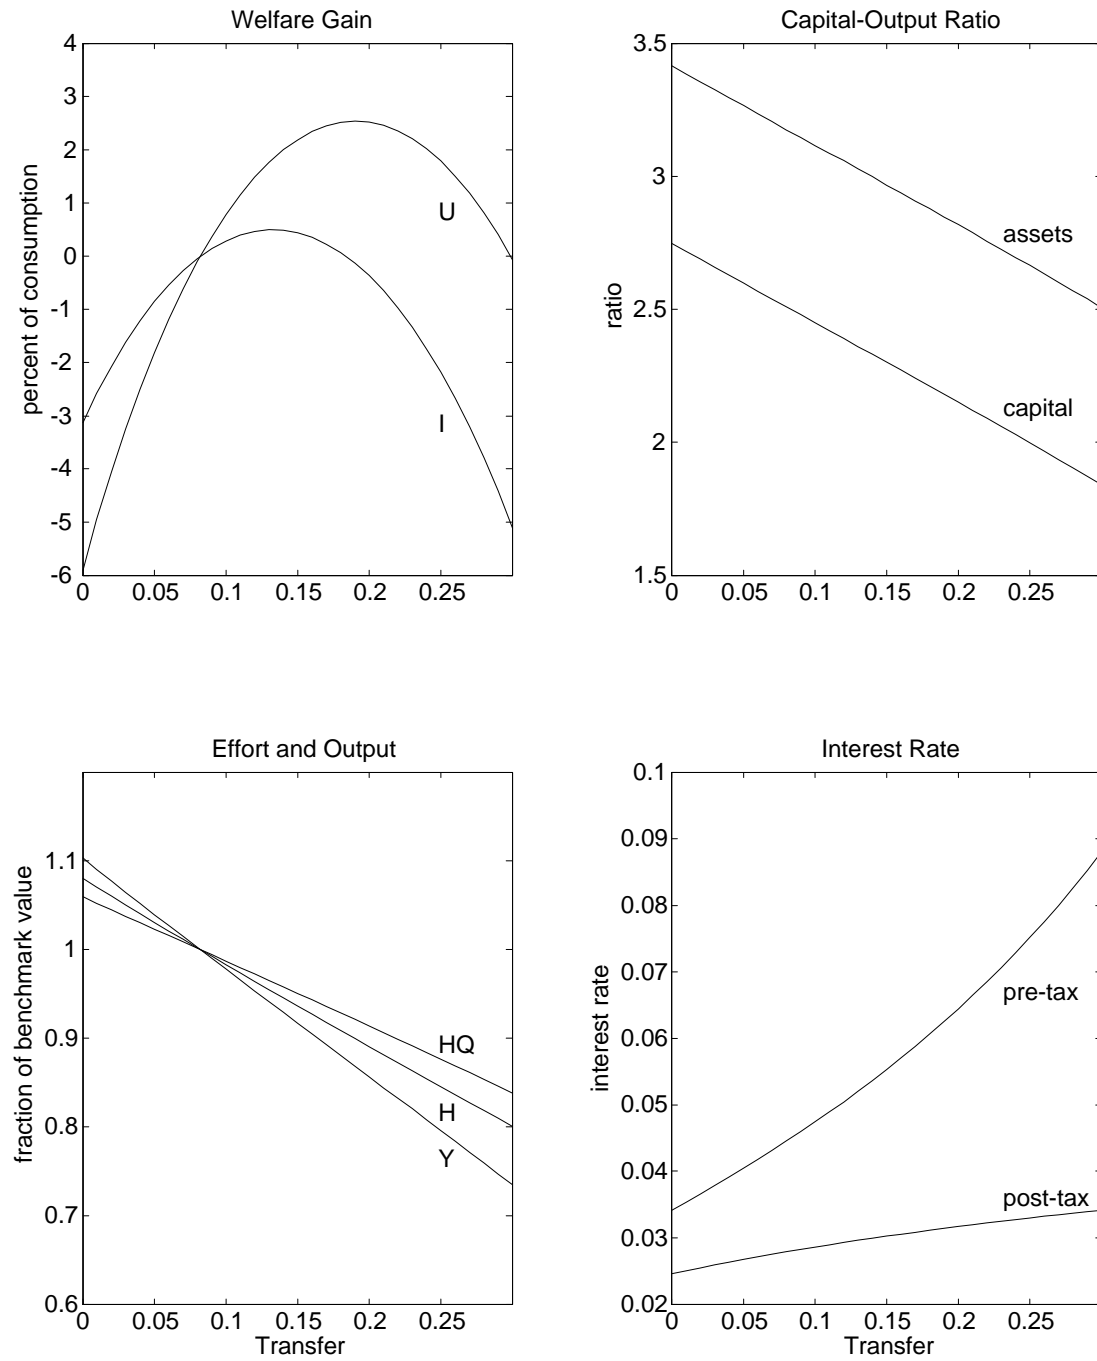 Welfare Gain
4
3
2
1
0
-1
-2
-3
-4
-5
-6
percent of consumption
U
I
0 0.05 0.1 0.15 0.2 0.25
Capital-Output Ratio
3.5
3
2.5
2
1.5
ratio
assets
capital
0 0.05 0.1 0.15 0.2 0.25
Effort and Output
1.1
1
0.9
0.8
0.7
0.6
fraction of benchmark value
HQ
H
Y
0 0.05 0.1 0.15 0.2 0.25
Transfer
Interest Rate
0.1
0.09
0.08
0.07
0.06
0.05
0.04
0.03
0.02
interest rate
pre-tax
post-tax
0 0.05 0.1 0.15 0.2 0.25
Transfer